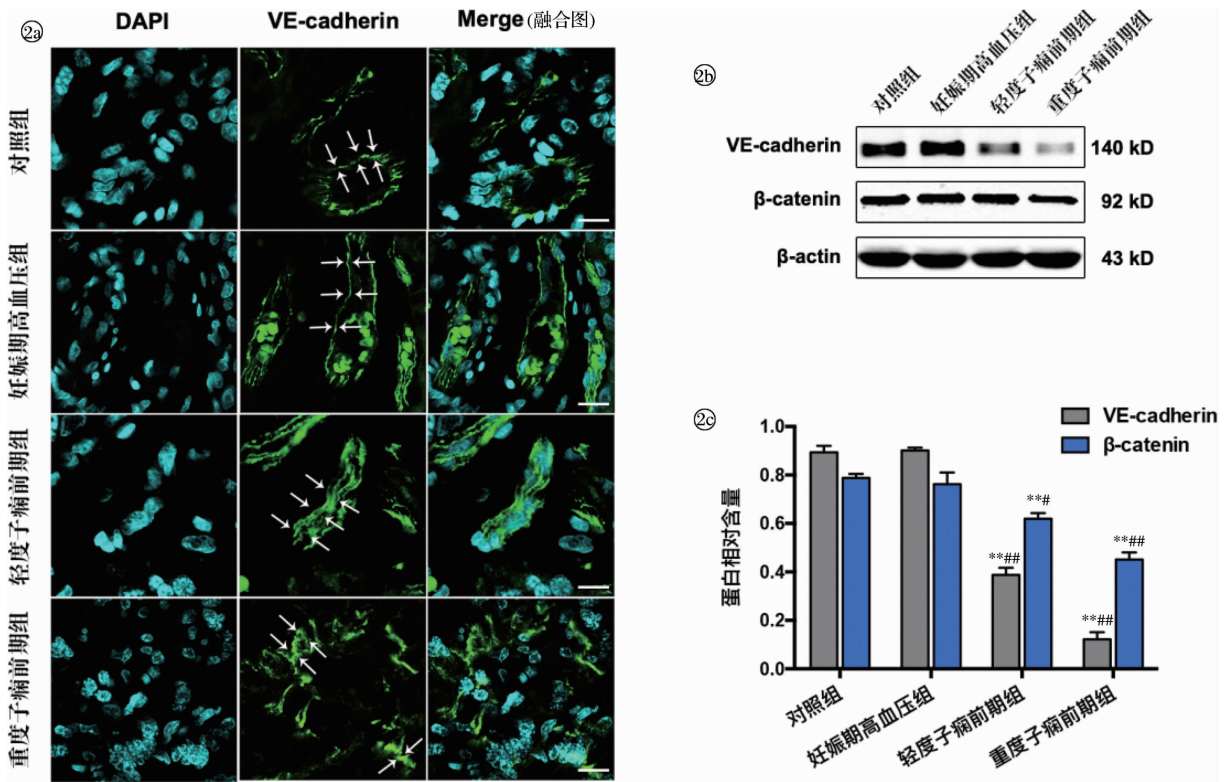 2a
DAPI
VE-cadherin
Merge(融合图)
对照组
妊娠期高血压组
轻度子痫前期组
重度子痫前期组
2b
对照组
妊娠期高血压组
轻度子痫前期组
重度子痫前期组
VE-cadherin
140 kD
β-catenin
92 kD
β-actin
43 kD
2c
VE-cadherin
β-catenin
蛋白相对含量
1.0
0.8
0.6
0.4
0.2
0.0
**##
**#
**##
**##
对照组
妊娠期高血压组
轻度子痫前期组
重度子痫前期组